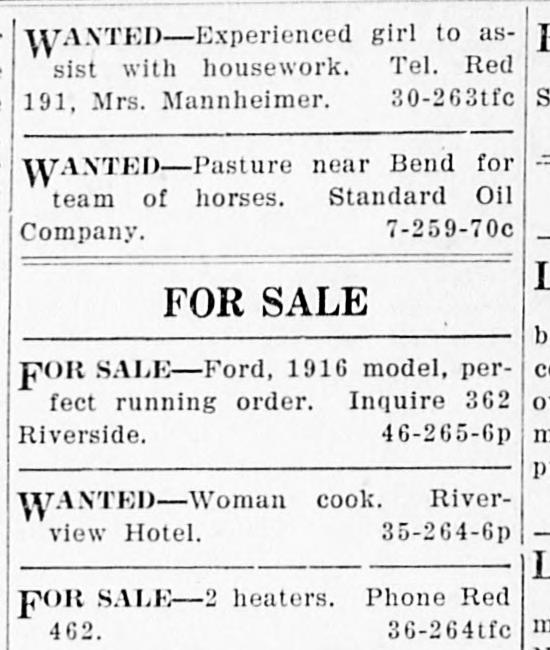 WANTED—Experienced girl to as-
sist with housework. Tel. Red
191, Mrs. Mannheimer. 30-263tfc
WANTED—Pasture near Bend for
team of horses. Standard Oil
Company. 7-259-70c
FOR SALE
FOR SALE—Ford, 1916 model, per-
fect running order. Inquire 362
Riverside. 46-265-6p
WANTED—Woman cook. River-
view Hotel. 35-264-6p
FOR SALE—2 heaters. Phone Red
462. 36-264tfc